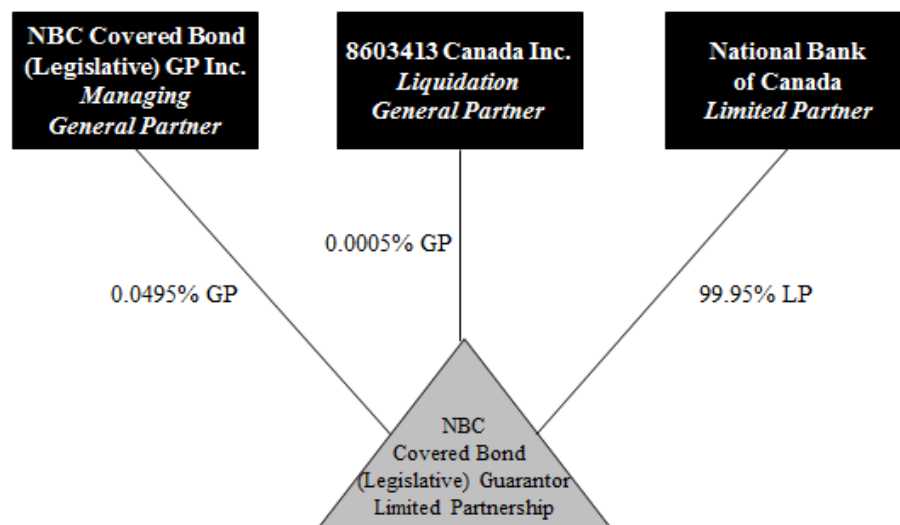 NBC Covered Bond
(Legislative) GP Inc.
Managing
General Partner
8603413 Canada Inc.
Liquidation
General Partner
National Bank
of Canada
Limited Partner
0.0495% GP
0.0005% GP
99.95% LP
NBC
Covered Bond
(Legislative) Guarantor
Limited Partnership